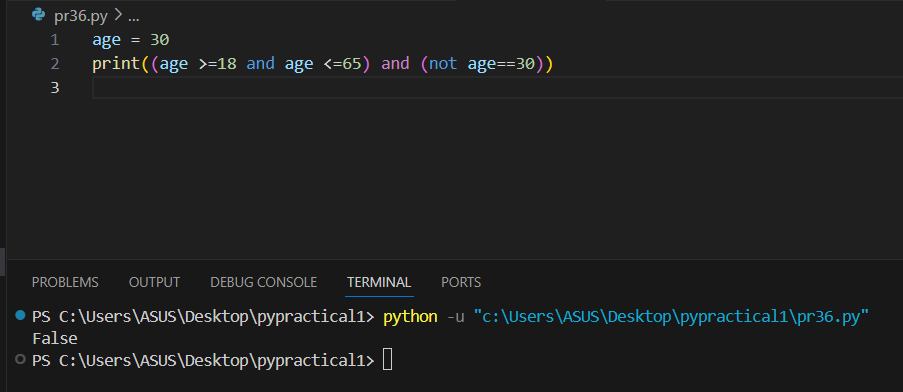 pr36.py > ...
1 age = 30
2 print((age >=18 and age <=65) and (not age==30))
3
PROBLEMS OUTPUT DEBUG CONSOLE TERMINAL PORTS
PS C:\Users\ASUS\Desktop\pypractical1> python -u "c:\Users\ASUS\Desktop\pypractical1\pr36.py"
False
PS C:\Users\ASUS\Desktop\pypractical1>